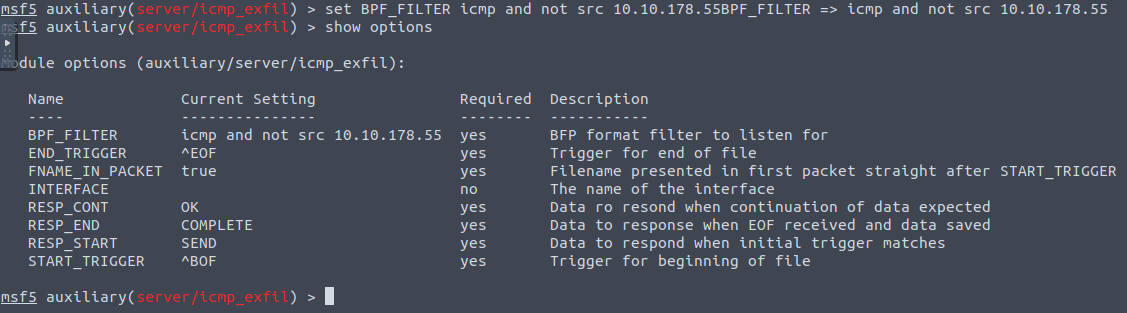 msf5 auxiliary(server/icmp_exfil) > set BPF_FILTER icmp and not src 10.10.178.55BPF_FILTER => icmp and not src 10.10.178.55
msf5 auxiliary(server/icmp_exfil) > show options
odule options (auxiliary/server/icmp_exfil):
Name Current Setting Required Description
---- --------------- -------- -----------
BPF_FILTER icmp and not src 10.10.178.55 yes BFP format filter to listen for
END_TRIGGER ^EOF yes Trigger for end of file
FNAME_IN_PACKET true yes Filename presented in first packet straight after START_TRIGGER
INTERFACE no The name of the interface
RESP_CONT OK yes Data ro resond when continuation of data expected
RESP_END COMPLETE yes Data to response when EOF received and data saved
RESP_START SEND yes Data to respond when initial trigger matches
START_TRIGGER ^BOF yes Trigger for beginning of file
msf5 auxiliary(server/icmp_exfil) >